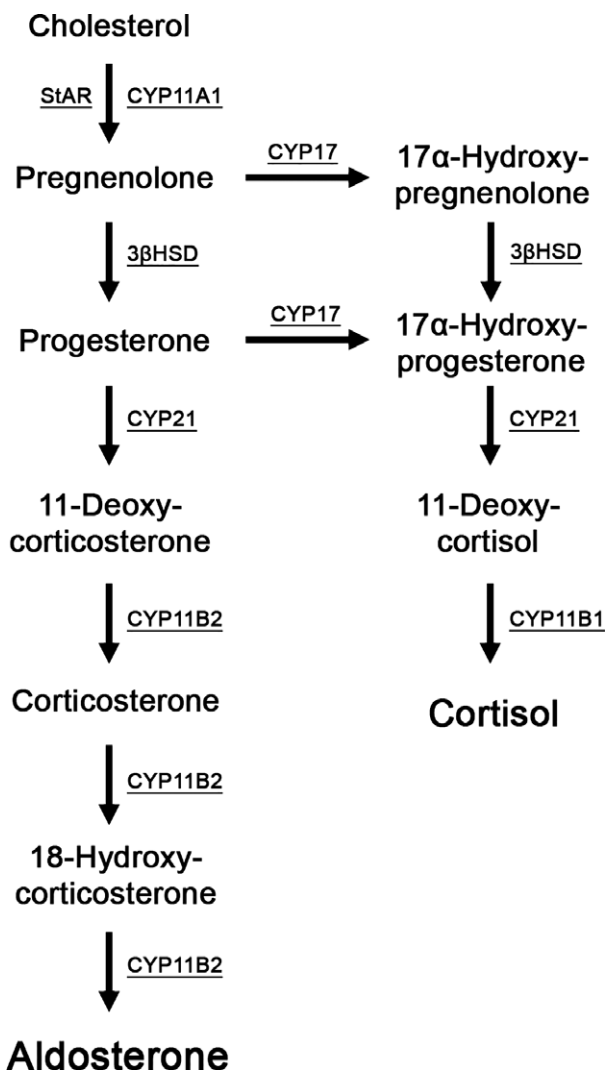 Cholesterol
StAR CYP11A1
Pregnenolone
CYP17
17α-Hydroxy-
pregnenolone
3βHSD
3βHSD
Progesterone
CYP17
17α-Hydroxy-
progesterone
CYP21
CYP21
11-Deoxy-
corticosterone
11-Deoxy-
cortisol
CYP11B2
CYP11B1
Corticosterone
Cortisol
CYP11B2
18-Hydroxy-
corticosterone
CYP11B2
Aldosterone